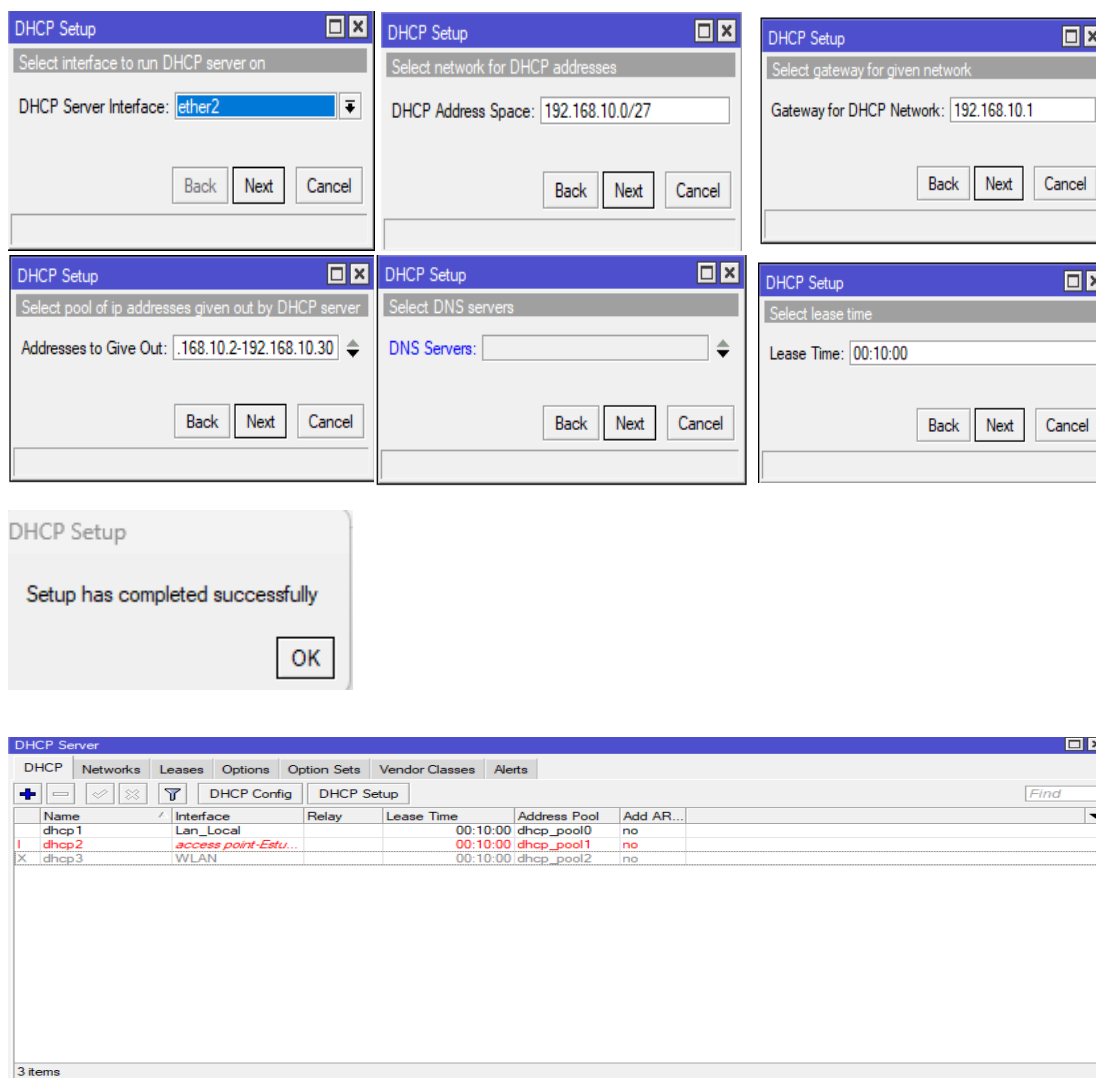 DHCP Setup
Select interface to run DHCP server on
DHCP Server Interface: ether2
Back Next Cancel
DHCP Setup
Select network for DHCP addresses
DHCP Address Space: 192.168.10.0/27
Back Next Cancel
DHCP Setup
Select gateway for given network
Gateway for DHCP Network: 192.168.10.1
Back Next Cancel
DHCP Setup
Select pool of ip addresses given out by DHCP server
Addresses to Give Out: .168.10.2-192.168.10.30
Back Next Cancel
DHCP Setup
Select DNS servers
DNS Servers:
Back Next Cancel
DHCP Setup
Select lease time
Lease Time: 00:10:00
Back Next Cancel
DHCP Setup
Setup has completed successfully
OK
DHCP Server
DHCP Networks Leases Options Option Sets Vendor Classes Alerts
DHCP Config DHCP Setup Find
Name Interface Relay Lease Time Address Pool Add AR...
dhcp1 Lan_Local 00:10:00 dhcp_pool0 no
I dhcp2 access point-Estu... 00:10:00 dhcp_pool1 no
X dhcp3 WLAN 00:10:00 dhcp_pool2 no
3 items